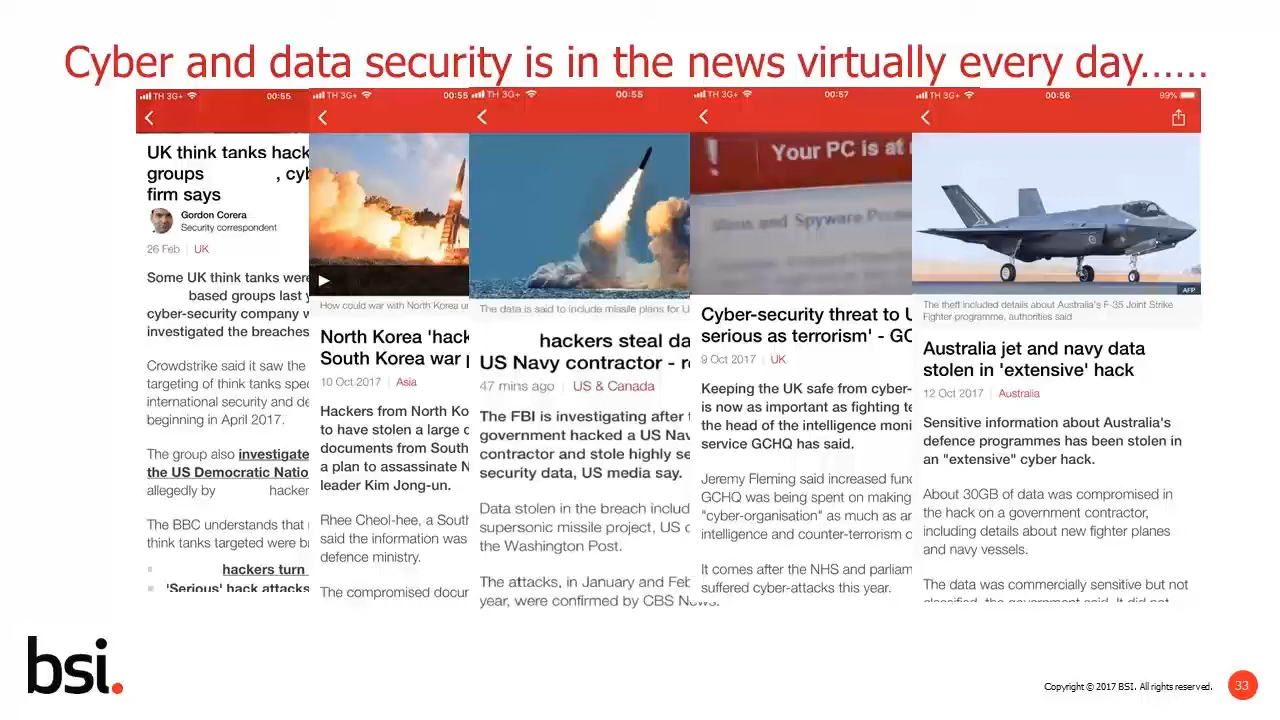 Cyber and data security is in the news virtually every day......
TH 3G+ 00:55
UK think tanks hack
groups , cyb
firm says
Gordon Corera
Security correspondent
26 Feb | UK
Some UK think tanks were
based groups last y
cyber-security company w
investigated the breaches
Crowdstrike said it saw the
targeting of think tanks spec
international security and de
beginning in April 2017.
The group also investigate
the US Democratic Natio
allegedly by hacker
The BBC understands that
think tanks targeted were br
hackers turn
'Serious' hack attacks
TH 3G+ 00:55
How could war with North Korea un
North Korea 'hack
South Korea war p
10 Oct 2017 | Asia
Hackers from North Ko
to have stolen a large c
documents from South
a plan to assassinate N
leader Kim Jong-un.
Rhee Cheol-hee, a South
said the information was
defence ministry.
The compromised docur
TH 3G+ 00:55
The data is said to include missile plans for U
hackers steal da
US Navy contractor - r
47 mins ago | US & Canada
The FBI is investigating after
government hacked a US Nav
contractor and stole highly se
security data, US media say.
Data stolen in the breach includ
supersonic missile project, US o
the Washington Post.
The attacks, in January and Feb
year, were confirmed by CBS News.
TH 3G+ 00:57
! Your PC is at
Cyber-security threat to U
serious as terrorism' - GC
9 Oct 2017 | UK
Keeping the UK safe from cyber-
is now as important as fighting te
the head of the intelligence moni
service GCHQ has said.
Jeremy Fleming said increased fund
GCHQ was being spent on making
"cyber-organisation" as much as an
intelligence and counter-terrorism o
It comes after the NHS and parliam
suffered cyber-attacks this year.
TH 3G+ 00:56 99%
AFP
The theft included details about Australia's F-35 Joint Strike
Fighter programme, authorities said
Australia jet and navy data
stolen in 'extensive' hack
12 Oct 2017 | Australia
Sensitive information about Australia's
defence programmes has been stolen in
an "extensive" cyber hack.
About 30GB of data was compromised in
the hack on a government contractor,
including details about new fighter planes
and navy vessels.
The data was commercially sensitive but not
classified, the government said. It did not
bsi.
Copyright © 2017 BSI. All rights reserved.
33